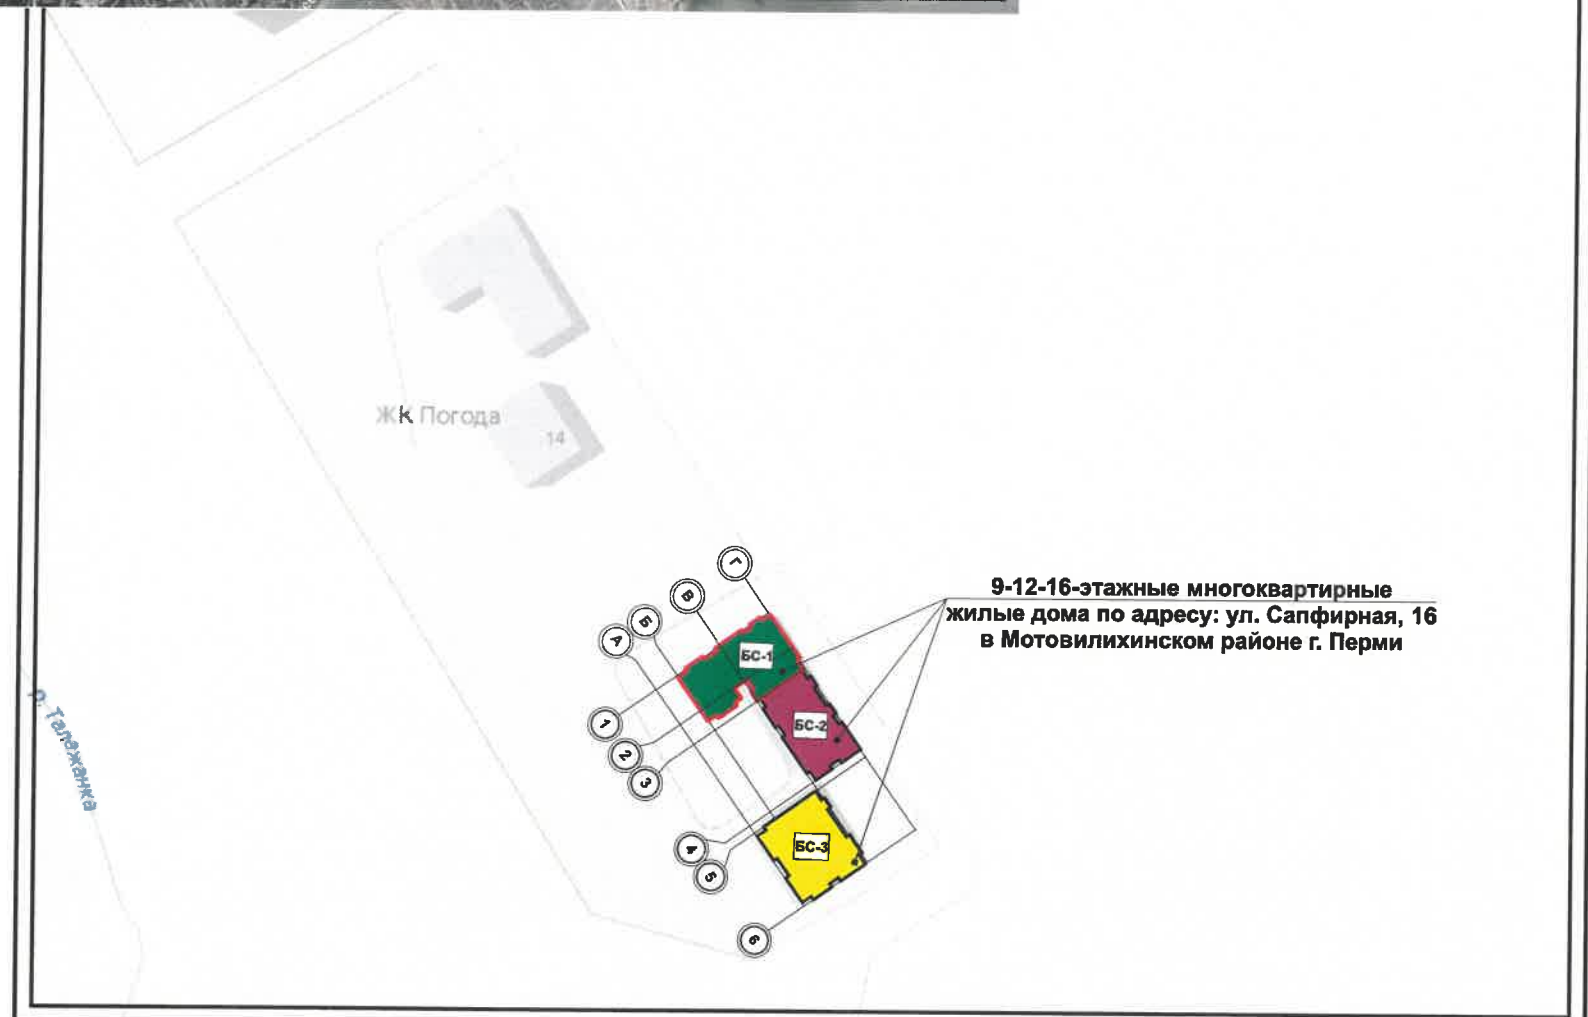 ЖК Погода
14
Г
В
Б
А
9-12-16-этажные многоквартирные
жилые дома по адресу: ул. Сапфирная, 16
в Мотовилихинском районе г. Перми
БС-1
1
БС-2
2
3
р. Таложанка
БС-3
4
5
6